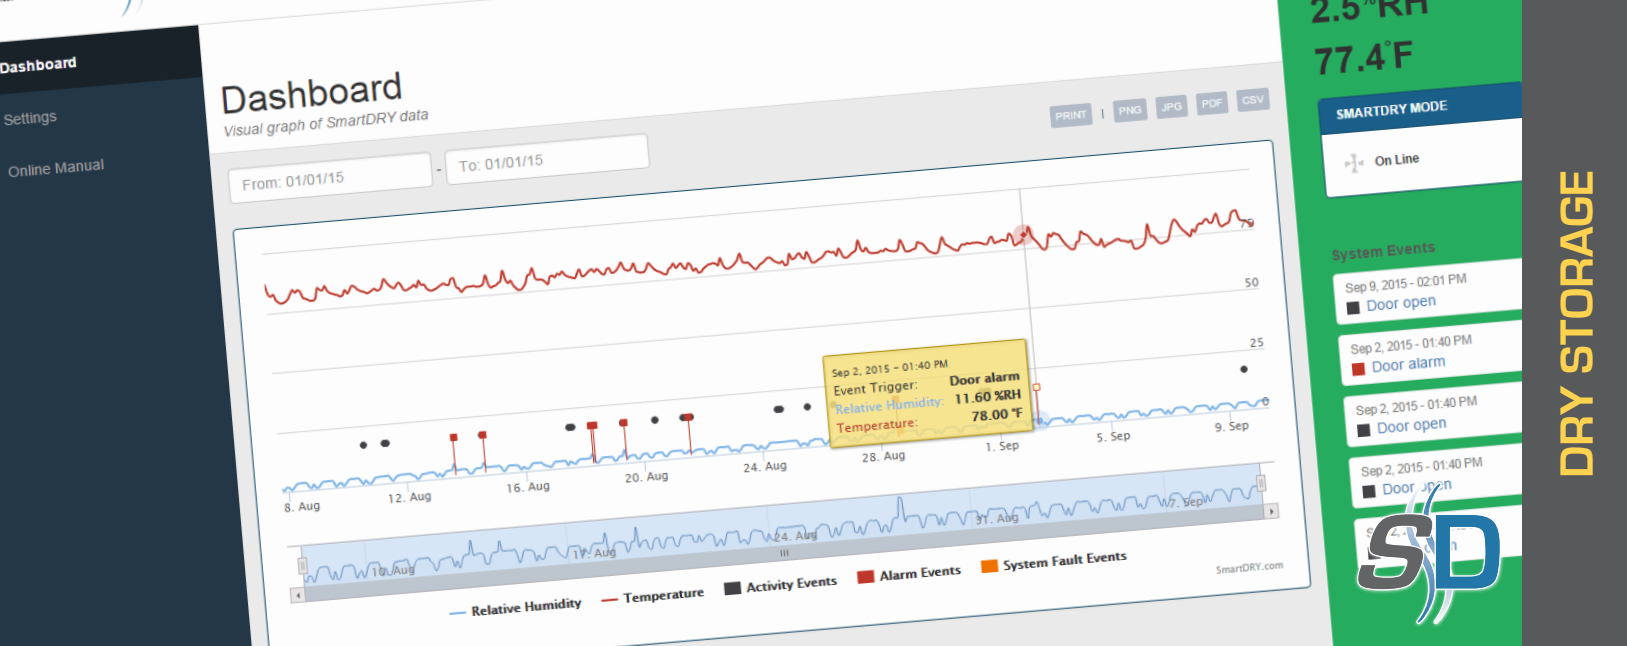 Dashboard
Settings
Online Manual
Dashboard
Visual graph of SmartDRY data
From: 01/01/15 - To: 01/01/15
PRINT | PNG JPG PDF CSV
75
50
25
0
Sep 2, 2015 - 01:40 PM
Event Trigger: Door alarm
Relative Humidity: 11.60 %RH
Temperature: 78.00 °F
8. Aug 12. Aug 16. Aug 20. Aug 24. Aug 28. Aug 1. Sep 5. Sep 9. Sep
10. Aug 17. Aug 24. Aug 31. Aug 7. Sep
Relative Humidity Temperature Activity Events Alarm Events System Fault Events
SmartDRY.com
2.5%RH
77.4°F
SMARTDRY MODE
On Line
System Events
Sep 9, 2015 - 02:01 PM
Door open
Sep 2, 2015 - 01:40 PM
Door alarm
Sep 2, 2015 - 01:40 PM
Door open
Sep 2, 2015 - 01:40 PM
Door open
SD
DRY STORAGE